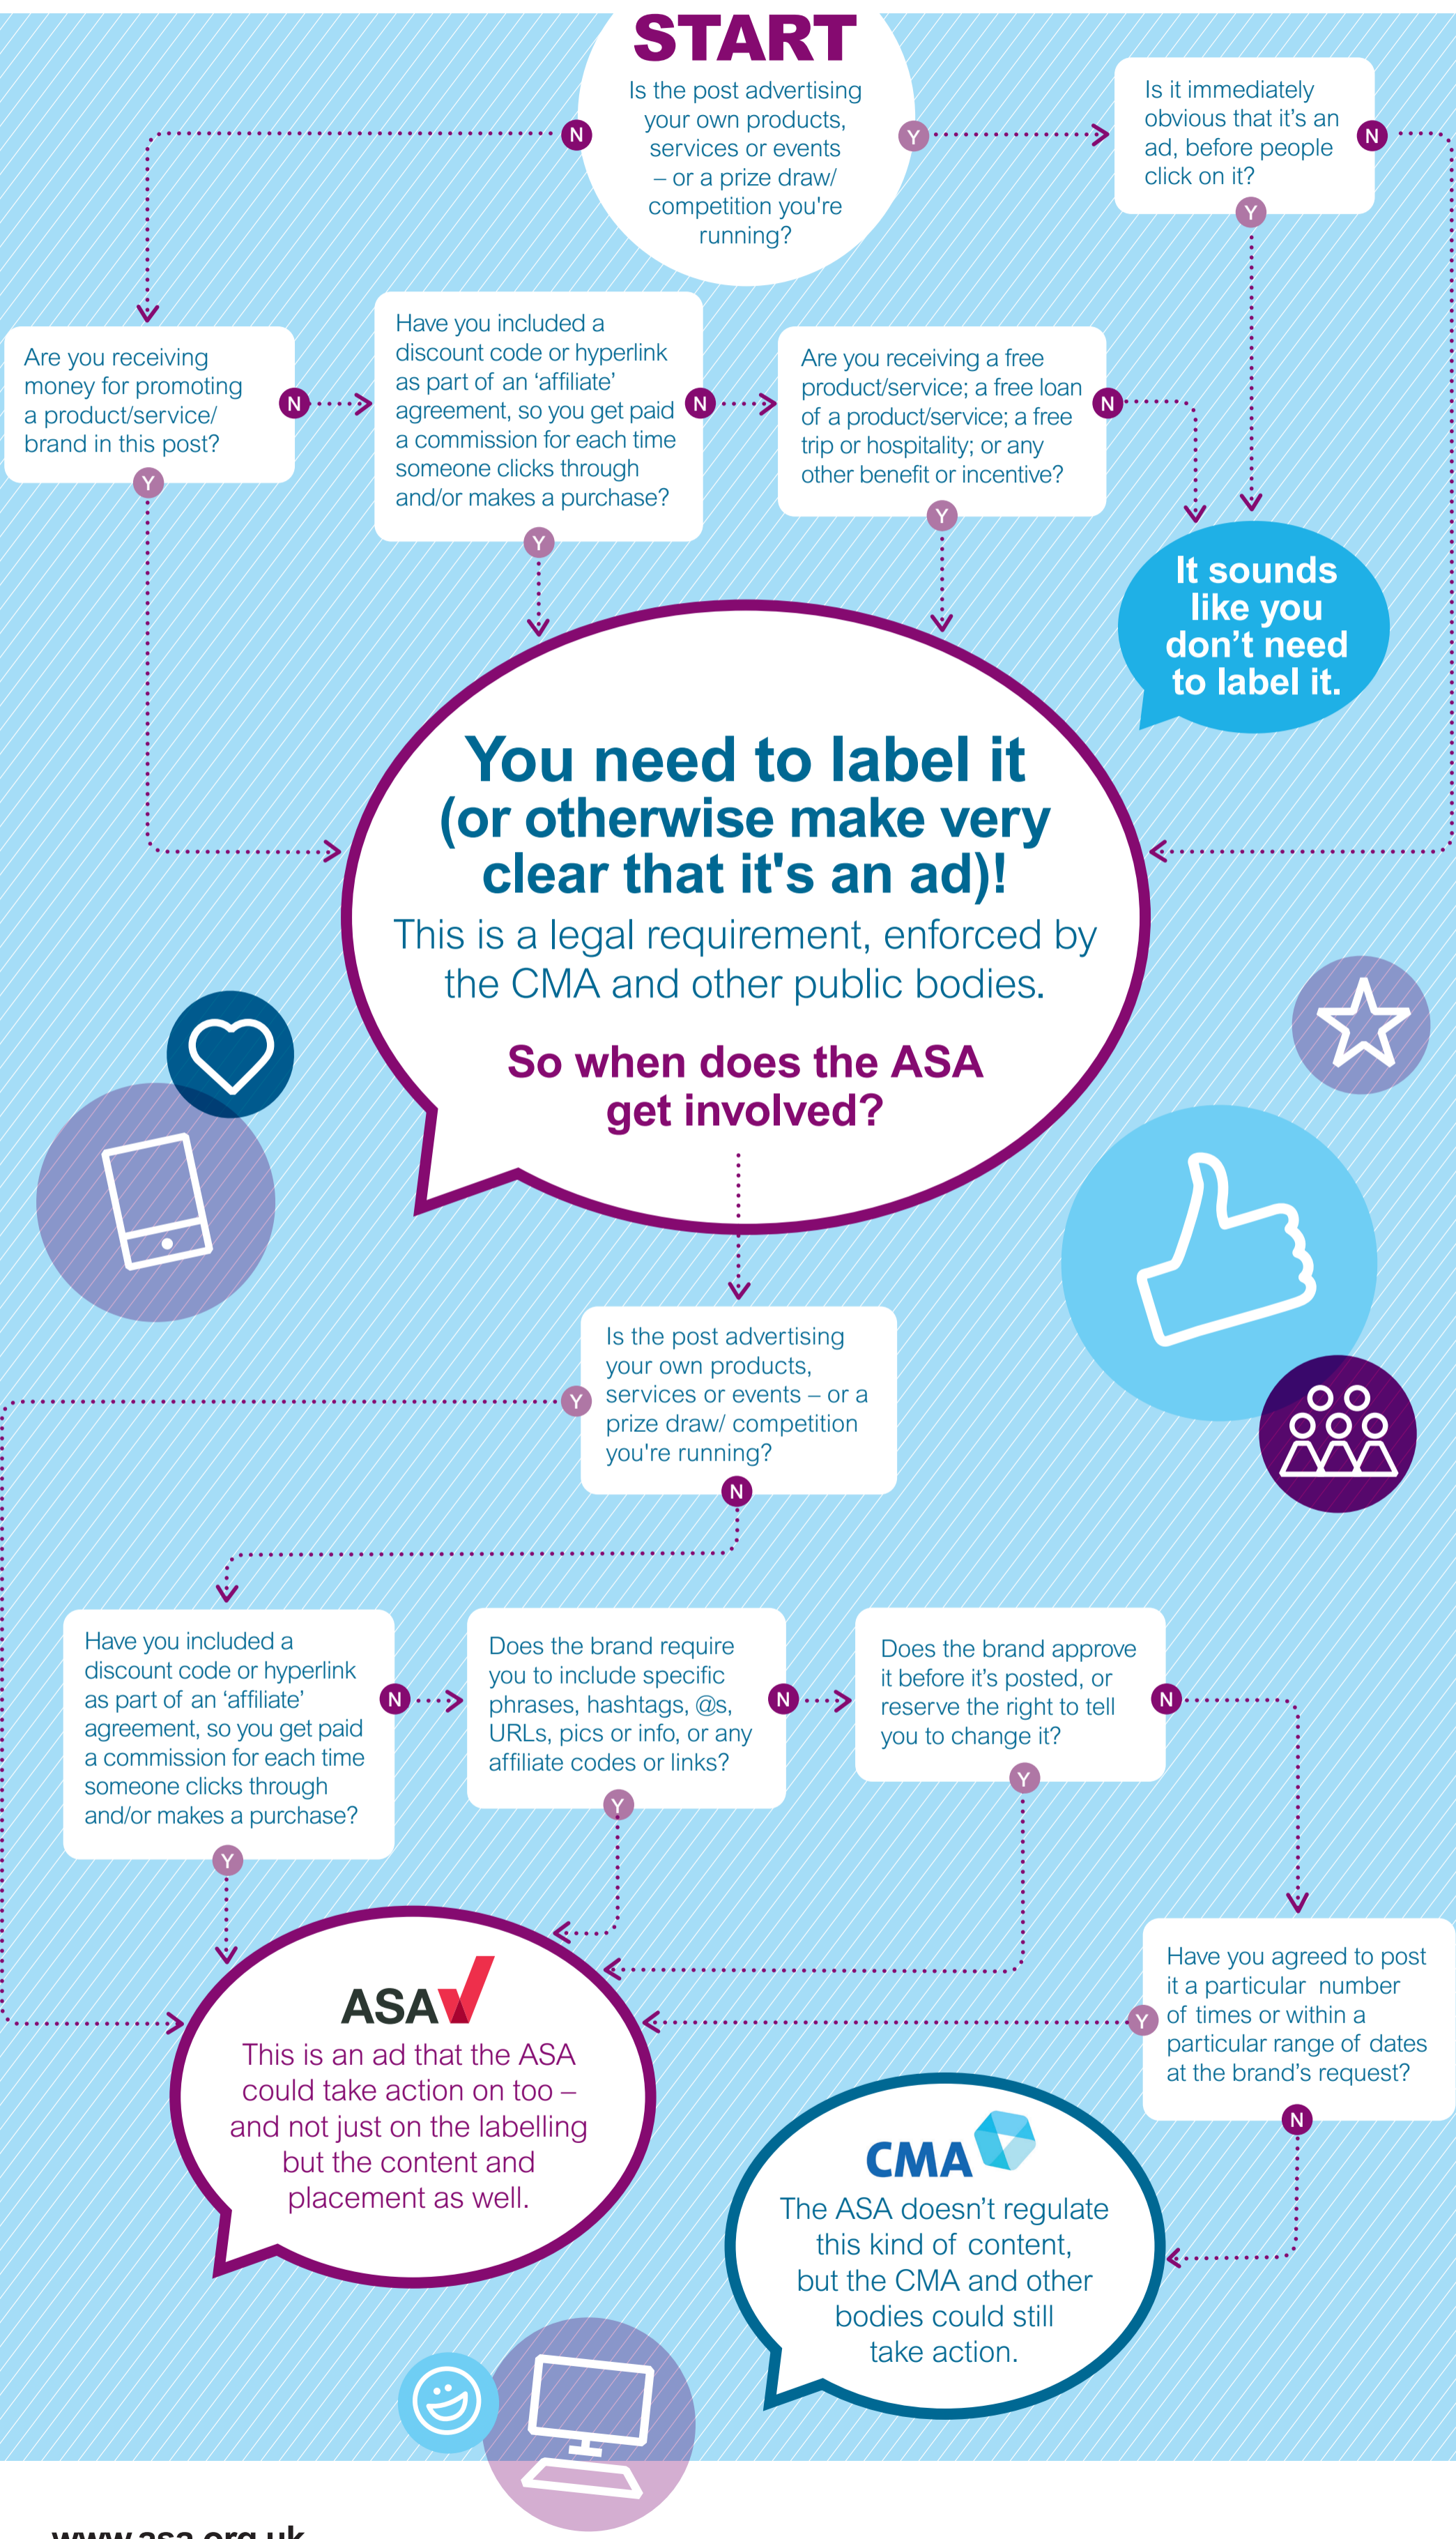 START
Is the post advertising
your own products,
services or events
– or a prize draw/
competition you're
running?
N
Y
Is it immediately
obvious that it's an
ad, before people
click on it?
N
Y
Are you receiving
money for promoting
a product/service/
brand in this post?
N
Y
Have you included a
discount code or hyperlink
as part of an ‘affiliate’
agreement, so you get paid
a commission for each time
someone clicks through
and/or makes a purchase?
N
Y
Are you receiving a free
product/service; a free loan
of a product/service; a free
trip or hospitality; or any
other benefit or incentive?
N
Y
It sounds
like you
don’t need
to label it.
You need to label it
(or otherwise make very
clear that it's an ad)!
This is a legal requirement, enforced by
the CMA and other public bodies.
So when does the ASA
get involved?
Is the post advertising
your own products,
services or events – or a
prize draw/ competition
you're running?
Y
N
Have you included a
discount code or hyperlink
as part of an ‘affiliate’
agreement, so you get paid
a commission for each time
someone clicks through
and/or makes a purchase?
N
Y
Does the brand require
you to include specific
phrases, hashtags, @s,
URLs, pics or info, or any
affiliate codes or links?
N
Y
Does the brand approve
it before it’s posted, or
reserve the right to tell
you to change it?
N
Y
Have you agreed to post
it a particular number
of times or within a
particular range of dates
at the brand’s request?
Y
N
ASA
This is an ad that the ASA
could take action on too –
and not just on the labelling
but the content and
placement as well.
CMA
The ASA doesn’t regulate
this kind of content,
but the CMA and other
bodies could still
take action.
www.asa.org.uk